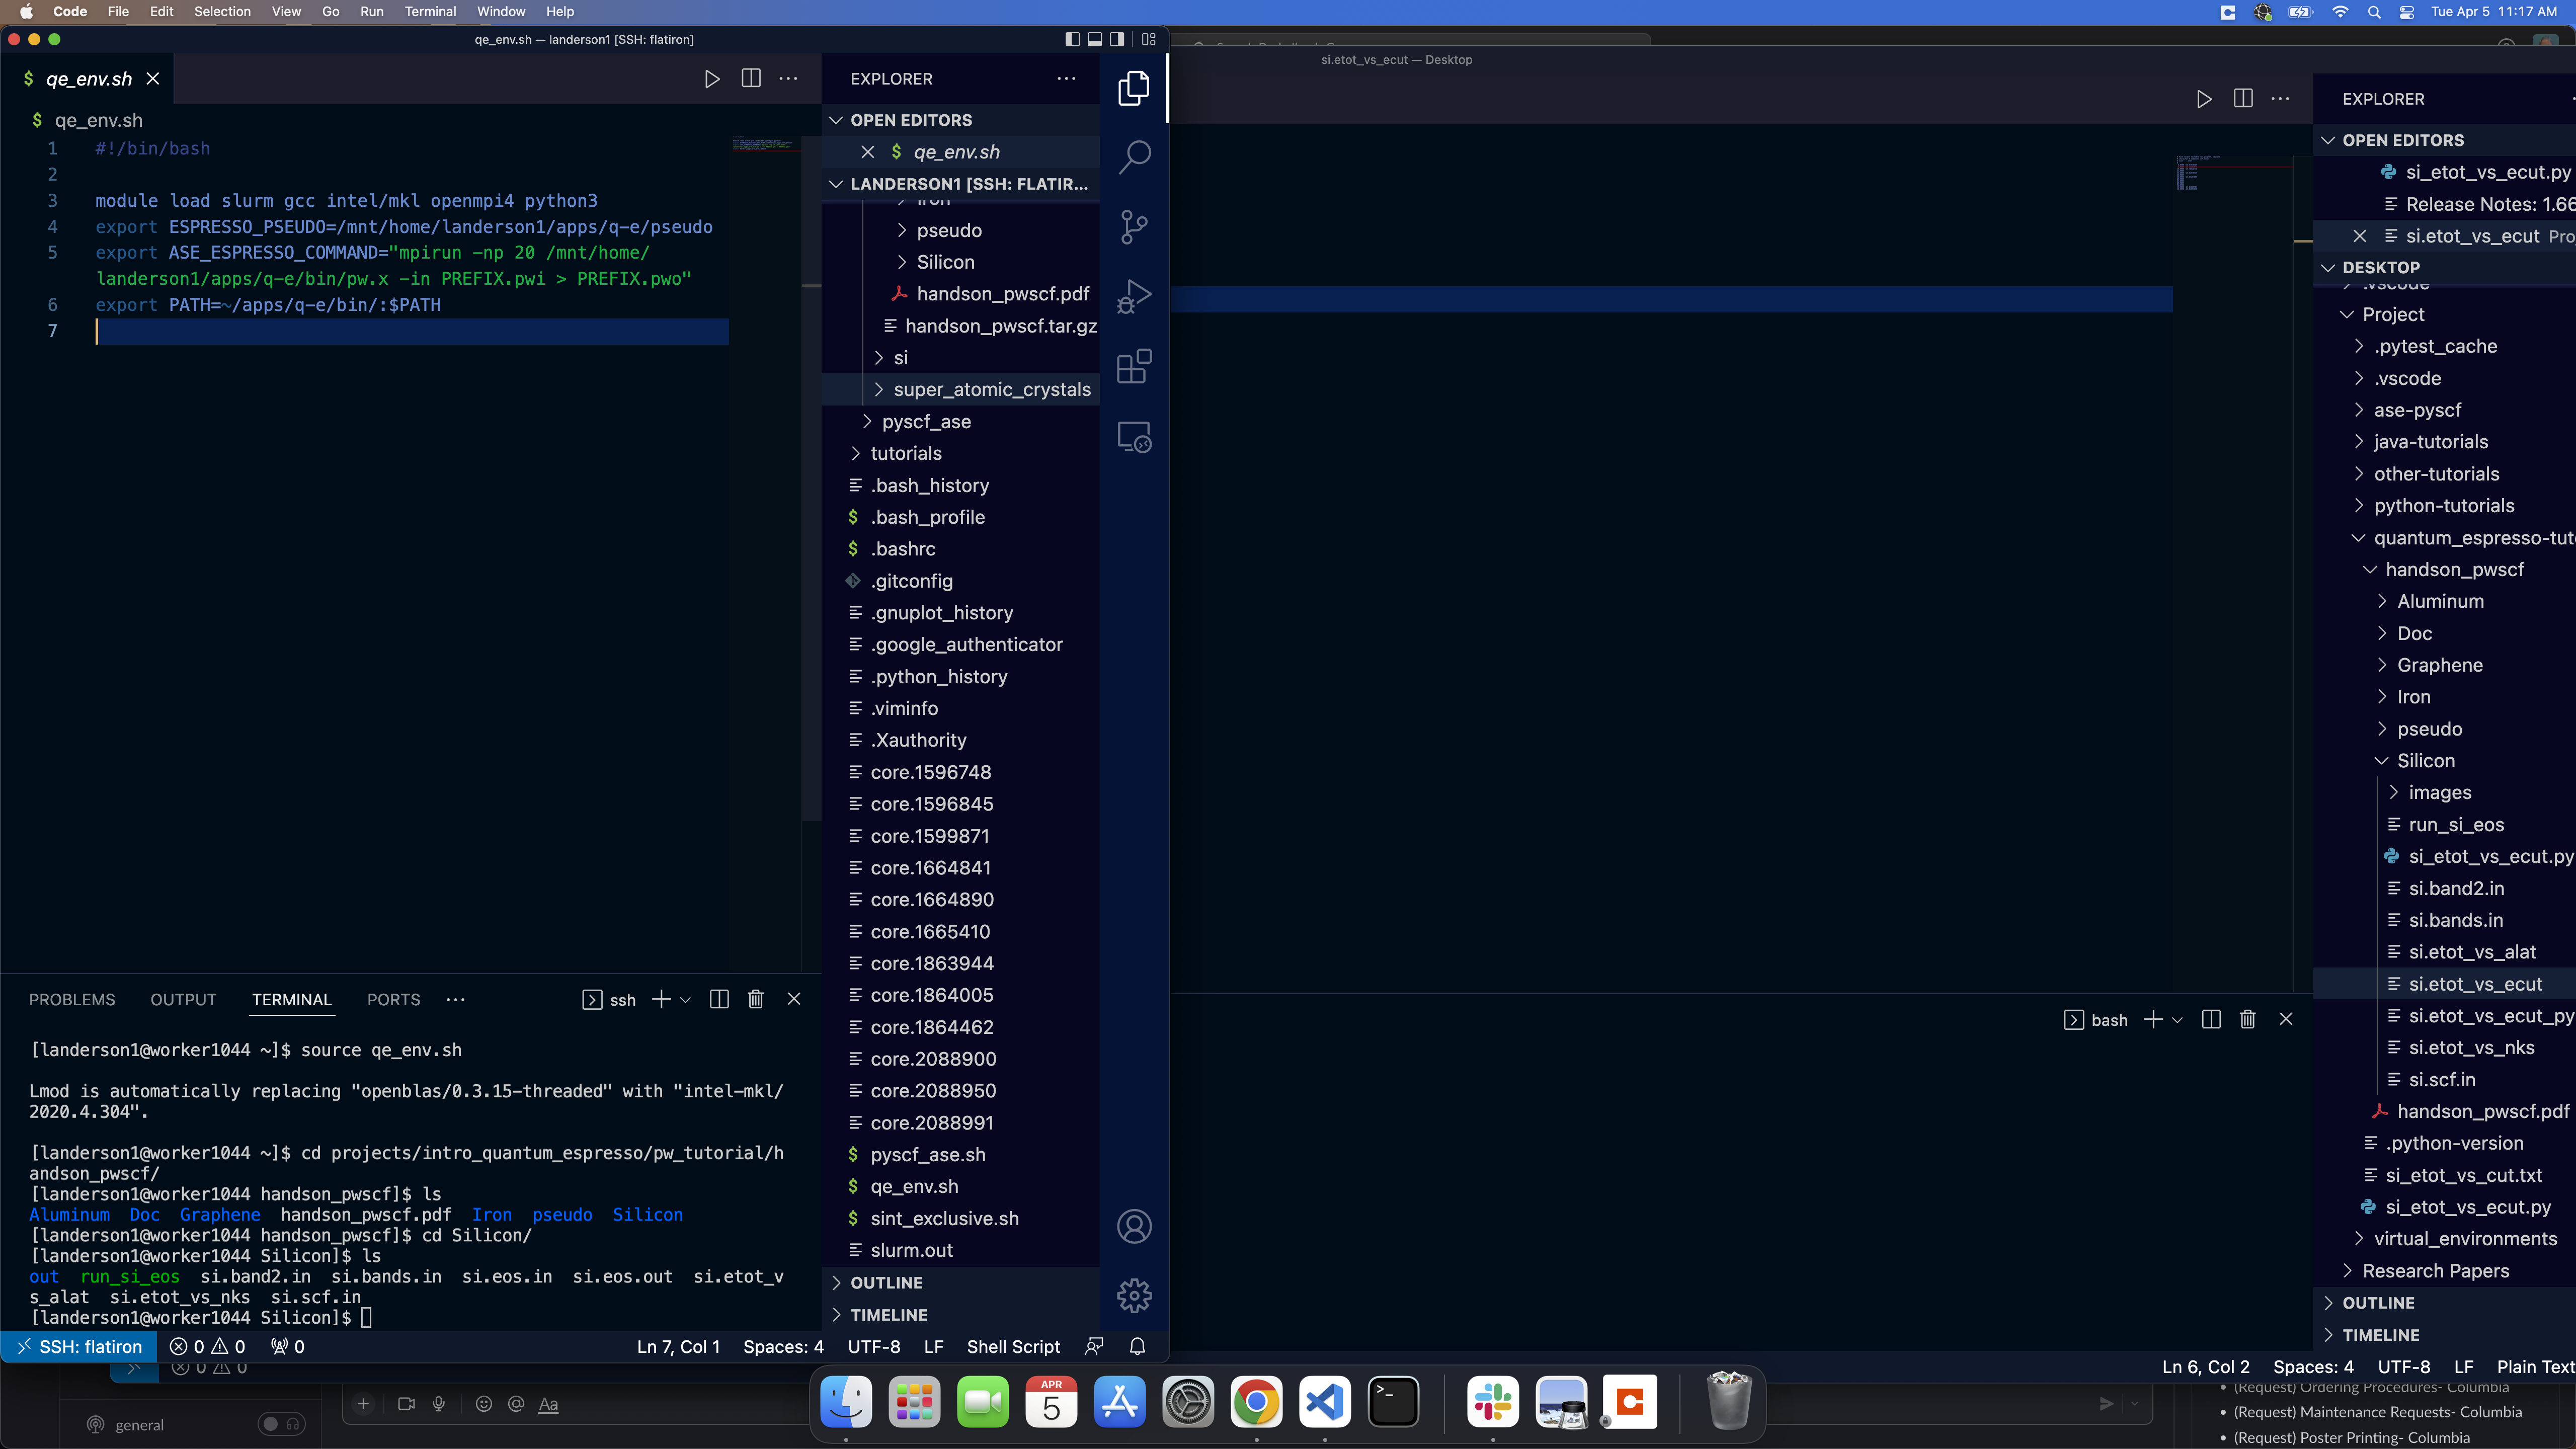 Code File Edit Selection View Go Run Terminal Window Help
Tue Apr 5 11:17 AM
qe_env.sh — landerson1 [SSH: flatiron]
$ qe_env.sh
$ qe_env.sh
1 #!/bin/bash
2
3 module load slurm gcc intel/mkl openmpi4 python3
4 export ESPRESSO_PSEUDO=/mnt/home/landerson1/apps/q-e/pseudo
5 export ASE_ESPRESSO_COMMAND="mpirun -np 20 /mnt/home/
landerson1/apps/q-e/bin/pw.x -in PREFIX.pwi > PREFIX.pwo"
6 export PATH=~/apps/q-e/bin/:$PATH
7
EXPLORER
OPEN EDITORS
$ qe_env.sh
LANDERSON1 [SSH: FLATIR...
Iron
pseudo
Silicon
handson_pwscf.pdf
handson_pwscf.tar.gz
si
super_atomic_crystals
pyscf_ase
tutorials
.bash_history
$ .bash_profile
$ .bashrc
.gitconfig
.gnuplot_history
.google_authenticator
.python_history
.viminfo
.Xauthority
core.1596748
core.1596845
core.1599871
core.1664841
core.1664890
core.1665410
core.1863944
core.1864005
core.1864462
core.2088900
core.2088950
core.2088991
$ pyscf_ase.sh
$ qe_env.sh
$ sint_exclusive.sh
slurm.out
OUTLINE
TIMELINE
PROBLEMS OUTPUT TERMINAL PORTS
ssh
[landerson1@worker1044 ~]$ source qe_env.sh
Lmod is automatically replacing "openblas/0.3.15-threaded" with "intel-mkl/
2020.4.304".
[landerson1@worker1044 ~]$ cd projects/intro_quantum_espresso/pw_tutorial/h
andson_pwscf/
[landerson1@worker1044 handson_pwscf]$ ls
Aluminum Doc Graphene handson_pwscf.pdf Iron pseudo Silicon
[landerson1@worker1044 handson_pwscf]$ cd Silicon/
[landerson1@worker1044 Silicon]$ ls
out run_si_eos si.band2.in si.bands.in si.eos.in si.eos.out si.etot_v
s_alat si.etot_vs_nks si.scf.in
[landerson1@worker1044 Silicon]$
SSH: flatiron 0 0 0 Ln 7, Col 1 Spaces: 4 UTF-8 LF Shell Script
si.etot_vs_ecut — Desktop
EXPLORER
OPEN EDITORS
si_etot_vs_ecut.py
Release Notes: 1.66
si.etot_vs_ecut Pro
DESKTOP
.vscode
Project
.pytest_cache
.vscode
ase-pyscf
java-tutorials
other-tutorials
python-tutorials
quantum_espresso-tut
handson_pwscf
Aluminum
Doc
Graphene
Iron
pseudo
Silicon
images
run_si_eos
si_etot_vs_ecut.py
si.band2.in
si.bands.in
si.etot_vs_alat
si.etot_vs_ecut
si.etot_vs_ecut_py
si.etot_vs_nks
si.scf.in
handson_pwscf.pdf
.python-version
si_etot_vs_cut.txt
si_etot_vs_ecut.py
virtual_environments
Research Papers
OUTLINE
TIMELINE
bash
0 0
Ln 6, Col 2 Spaces: 4 UTF-8 LF Plain Text
general
Aa
APR
5
(Request) Ordering Procedures- Columbia
(Request) Maintenance Requests- Columbia
(Request) Poster Printing- Columbia